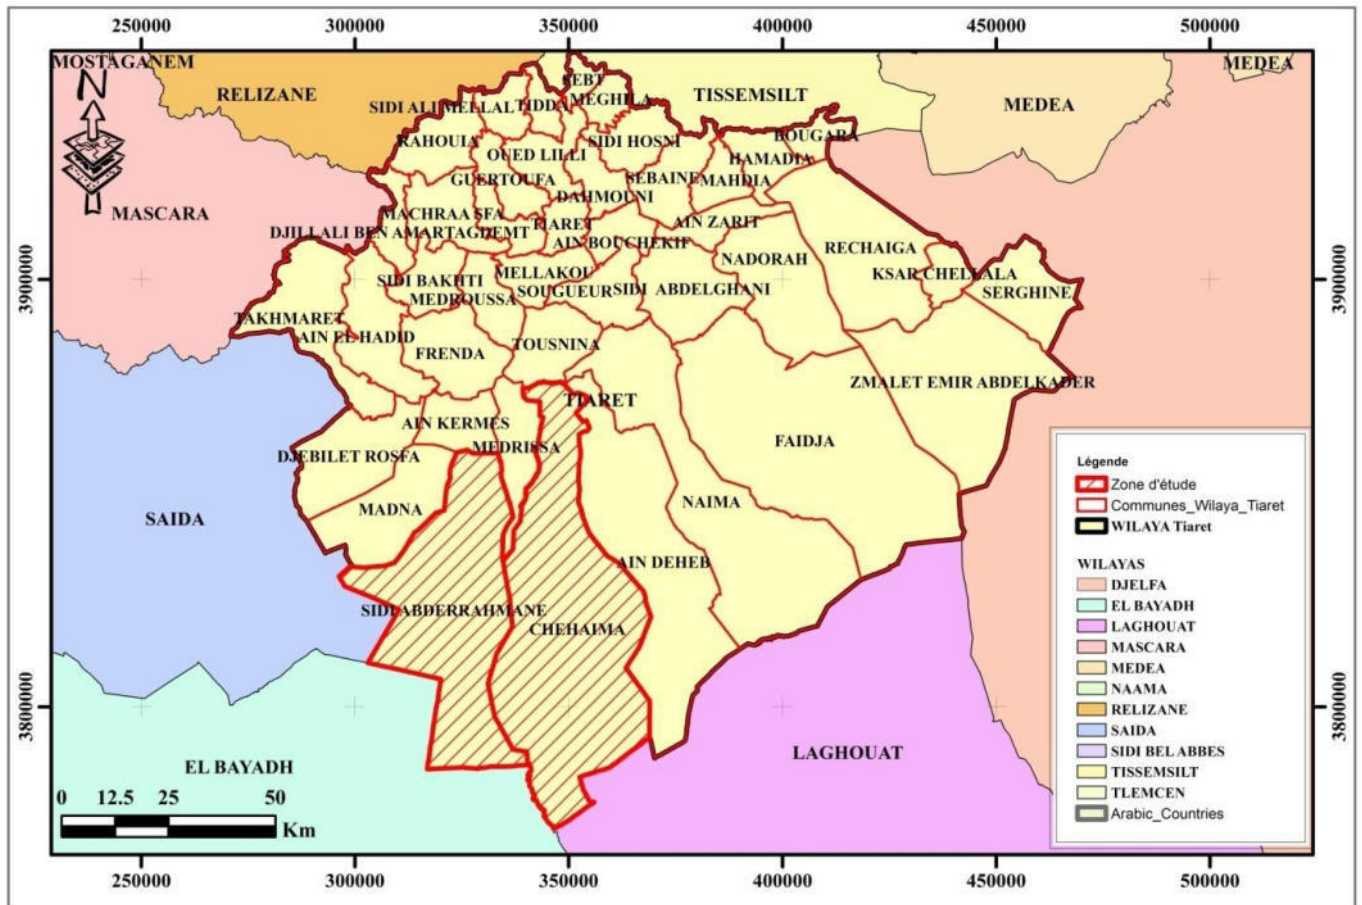 250000 300000 350000 400000 450000 500000
MOSTAGANEM
MEDEA
N
RELIZANE
SEBT
TISSEMSILT
MEDEA
SIDI ALI MELLAL
TIDDA
MEGHILA
RAHOUIA
SIDI HOSNI
BOUGARA
OUED LILLI
HAMADIA
GUERTOUFA
SEBAINE
MAHDIA
DAHMOUNI
MASCARA
MACHRAA SFA
TIARET
AIN ZARIT
DJILLALI BEN AMAR
TAGDEMT
AIN BOUCHEKIF
RECHAIGA
NADORAH
3900000
SIDI BAKHTI
MELLAKOU
KSAR CHELLALA
3900000
MEDROUSSA
SOUGUEUR
SIDI ABDELGHANI
SERGHINE
TAKHMARET
AIN EL HADID
FRENDA
TOUSNINA
ZMALET EMIR ABDELKADER
TIARET
AIN KERMES
FAIDJA
MEDRISSA
DJEBILET ROSFA
NAIMA
MADNA
SAIDA
AIN DEHEB
SIDI ABDERRAHMANE
CHEHAIMA
3800000
3800000
LAGHOUAT
EL BAYADH
0 12.5 25 50
Km
Légende
Zone d'étude
Communes_Wilaya_Tiaret
WILAYA Tiaret
WILAYAS
DJELFA
EL BAYADH
LAGHOUAT
MASCARA
MEDEA
NAAMA
RELIZANE
SAIDA
SIDI BEL ABBES
TISSEMSILT
TLEMCEN
Arabic_Countries
250000 300000 350000 400000 450000 500000